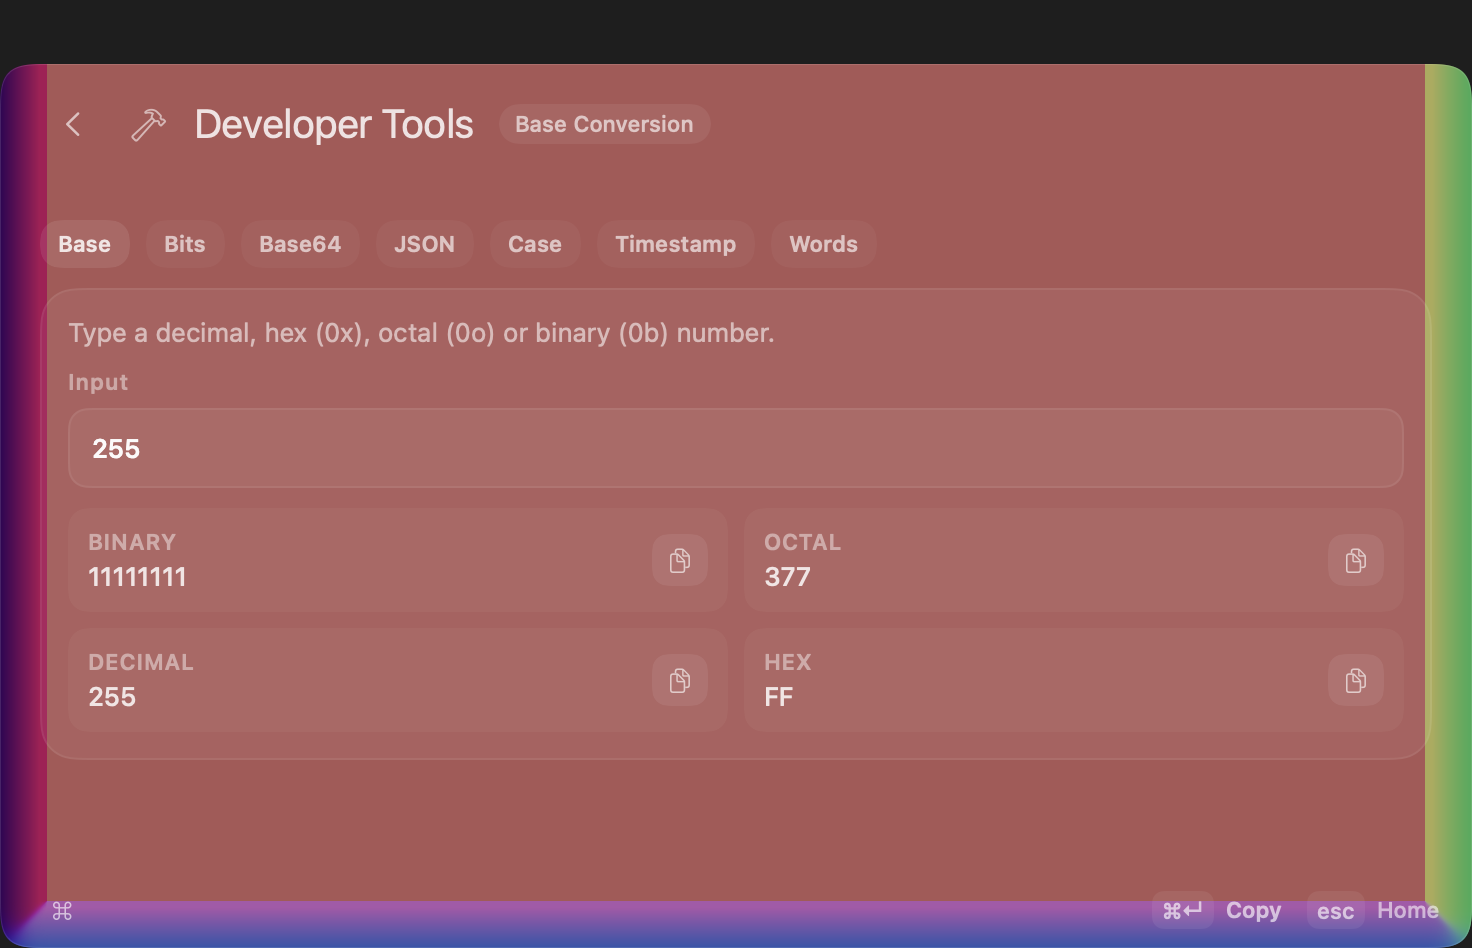 Developer Tools Base Conversion
Base Bits Base64 JSON Case Timestamp Words
Type a decimal, hex (0x), octal (0o) or binary (0b) number.
Input
255
BINARY
11111111
OCTAL
377
DECIMAL
255
HEX
FF
⌘ ⌘↵ Copy esc Home